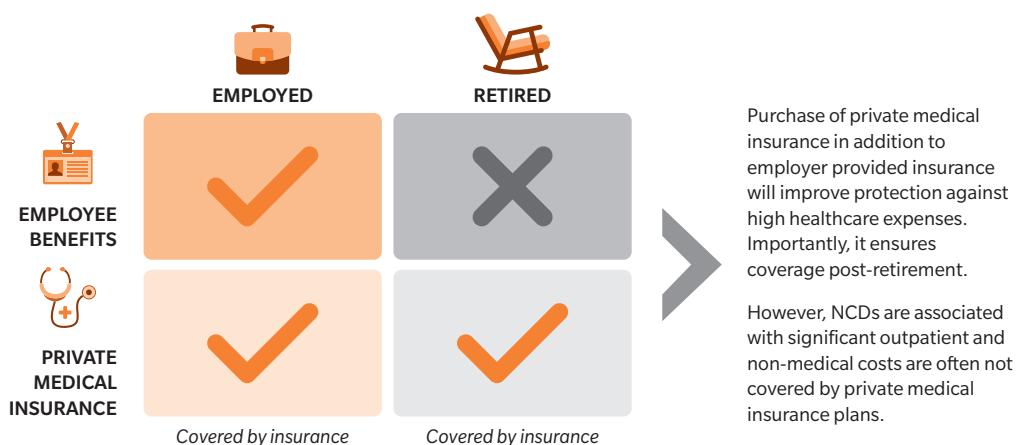 EMPLOYED
RETIRED
EMPLOYEE
BENEFITS
PRIVATE
MEDICAL
INSURANCE
Covered by insurance
Covered by insurance
Purchase of private medical
insurance in addition to
employer provided insurance
will improve protection against
high healthcare expenses.
Importantly, it ensures
coverage post-retirement.
However, NCDs are associated
with significant outpatient and
non-medical costs are often not
covered by private medical
insurance plans.